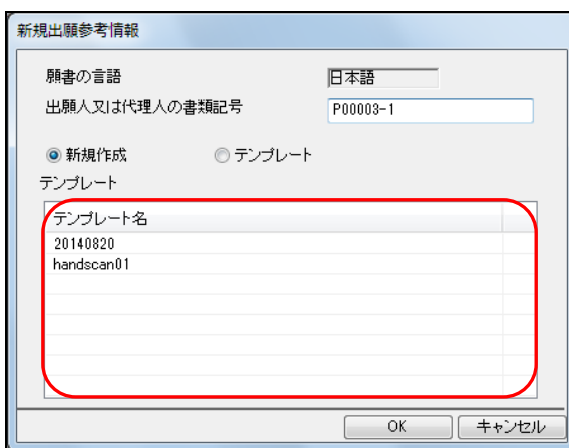 新規出願参考情報
願書の言語 日本語
出願人又は代理人の書類記号 P00003-1
新規作成 テンプレート
テンプレート
テンプレート名
20140820
handscan01
OK キャンセル